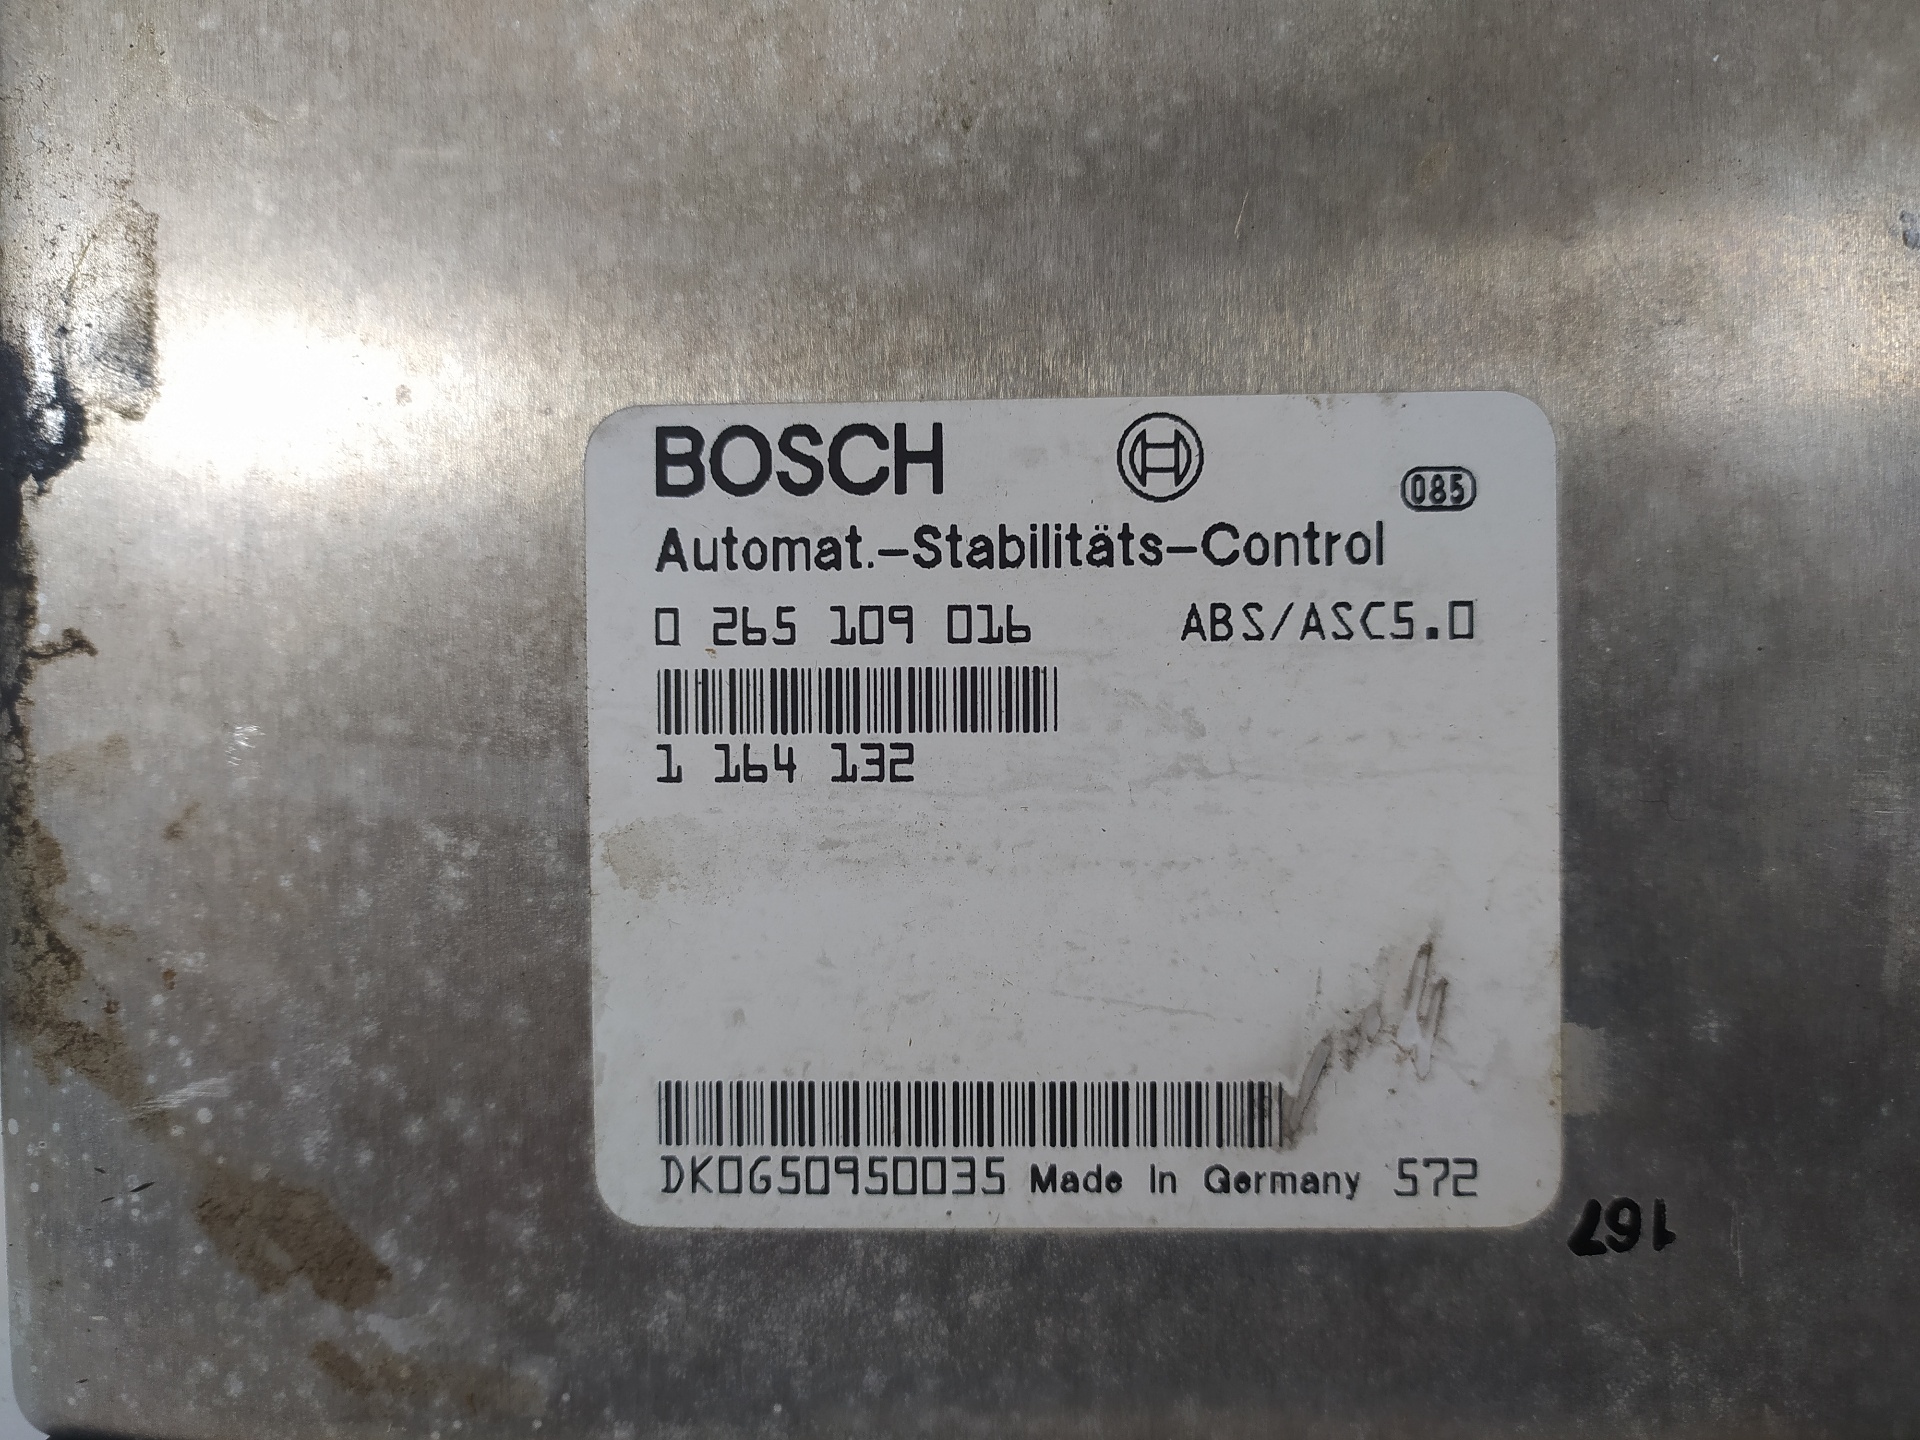 BOSCH
085
Automat.-Stabilitäts-Control
0 265 109 016 ABS/ASC5.0
1 164 132
DK0650950035 Made In Germany 572
167